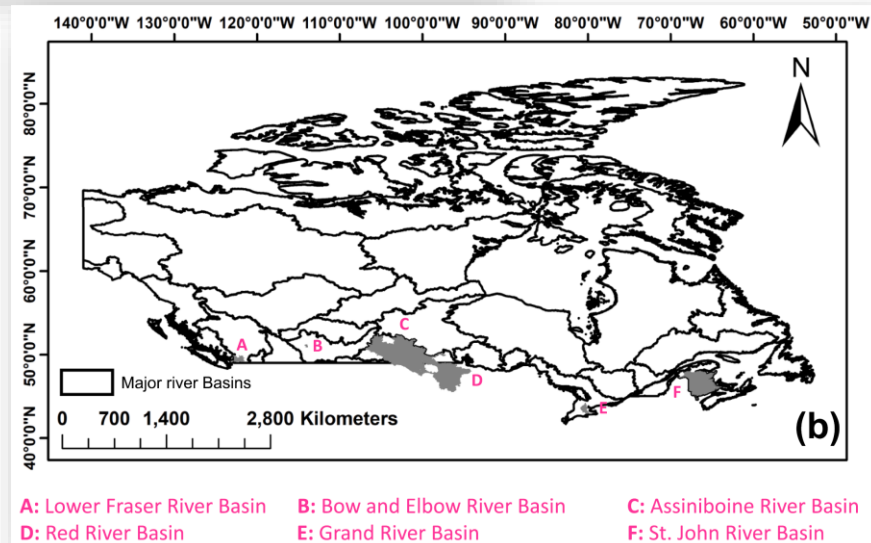 140°0'0"W 120°0'0"W 110°0'0"W 100°0'0"W 90°0'0"W 80°0'0"W 70°0'0"W 60°0'0"W 50°0'0"W
N
80°0'0"N
70°0'0"N
60°0'0"N
50°0'0"N
40°0'0"N
A B C D E F
Major river Basins
0 700 1,400 2,800 Kilometers
(b)
A: Lower Fraser River Basin B: Bow and Elbow River Basin C: Assiniboine River Basin
D: Red River Basin E: Grand River Basin F: St. John River Basin